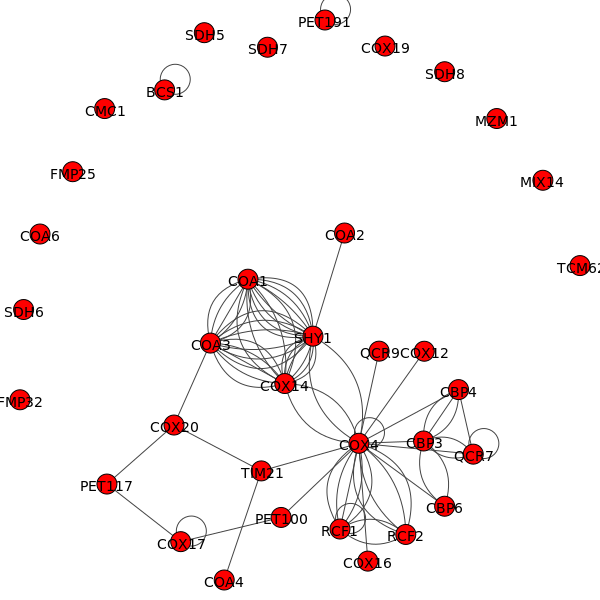 PET191
SDH5
SDH7
COX19
SDH8
BCS1
CMC1
MZM1
FMP25
MIX14
COA6
COA2
TCM62
COA1
SDH6
SHY1
COA3
QCR9
COX12
COX14
CBP4
FMP32
COX20
COX4
CBP3
QCR7
TIM21
PET117
CBP6
PET100
RCF1
RCF2
COX17
COX16
COA4